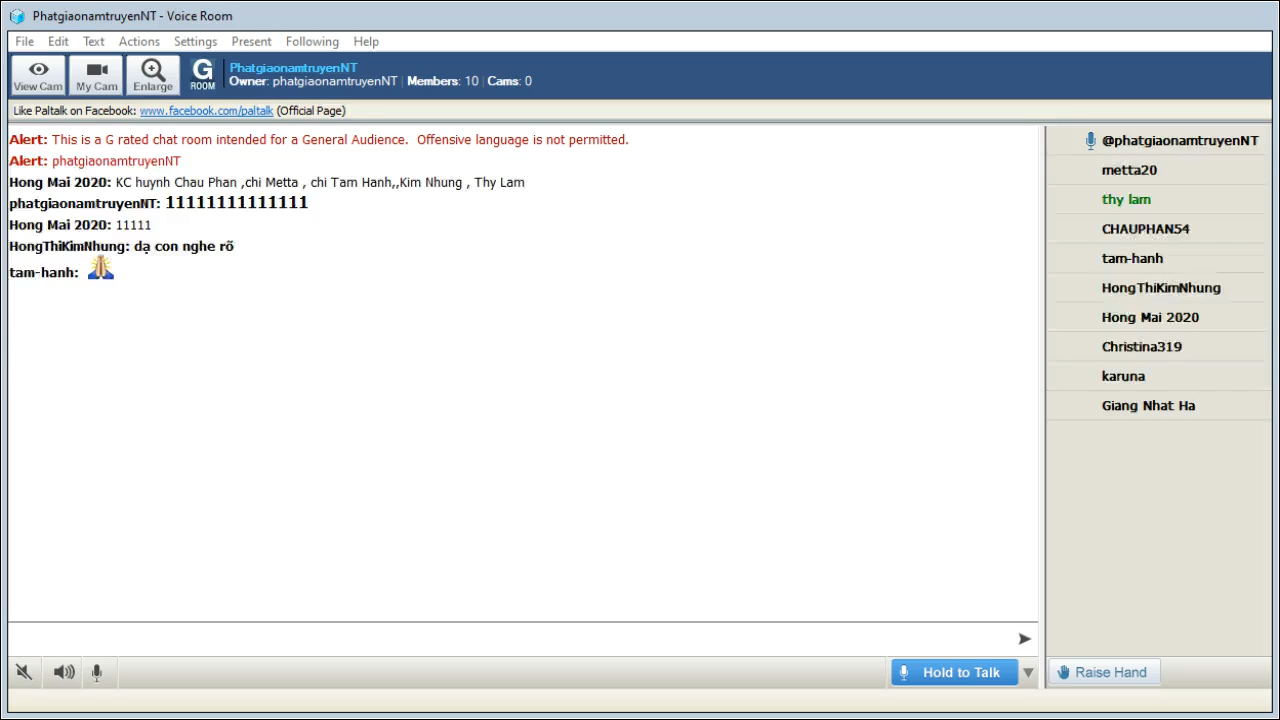 PhatgiaonamtruyenNT - Voice Room
File Edit Text Actions Settings Present Following Help
View Cam My Cam Enlarge G ROOM
PhatgiaonamtruyenNT
Owner: phatgiaonamtruyenNT | Members: 10 | Cams: 0
Like Paltalk on Facebook: www.facebook.com/paltalk (Official Page)
Alert: This is a G rated chat room intended for a General Audience. Offensive language is not permitted.
Alert: phatgiaonamtruyenNT
Hong Mai 2020: KC huynh Chau Phan ,chi Metta , chi Tam Hanh,,Kim Nhung , Thy Lam
phatgiaonamtruyenNT: 11111111111111
Hong Mai 2020: 11111
HongThiKimNhung: dạ con nghe rõ
tam-hanh:
@phatgiaonamtruyenNT
metta20
thy lam
CHAUPHAN54
tam-hanh
HongThiKimNhung
Hong Mai 2020
Christina319
karuna
Giang Nhat Ha
Hold to Talk
Raise Hand